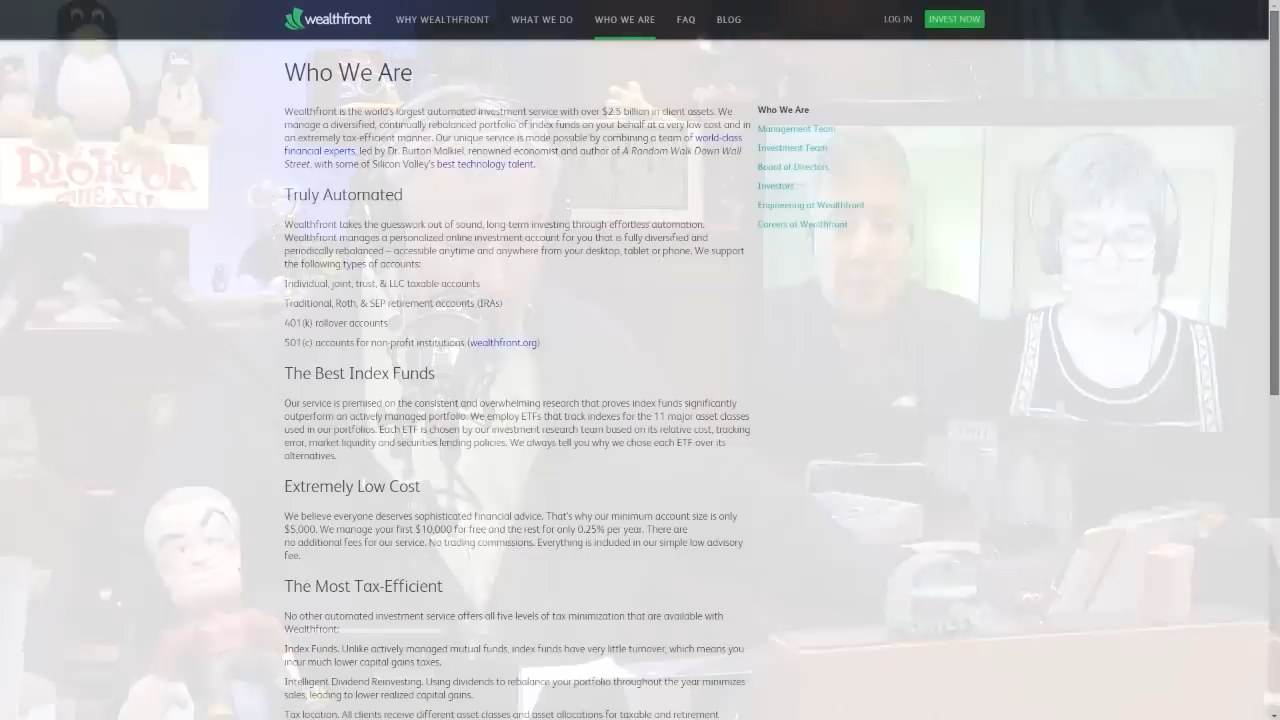 wealthfront
WHY WEALTHFRONT
WHAT WE DO
WHO WE ARE
FAQ
BLOG
LOG IN
INVEST NOW
Who We Are
Wealthfront is the world's largest automated investment service with over $2.5 billion in client assets. We
manage a diversified, continually rebalanced portfolio of index funds on your behalf at a very low cost and in
an extremely tax-efficient manner. Our unique service is made possible by combining a team of world-class
financial experts, led by Dr. Burton Malkiel, renowned economist and author of A Random Walk Down Wall
Street, with some of Silicon Valley's best technology talent.
Truly Automated
Wealthfront takes the guesswork out of sound, long-term investing through effortless automation.
Wealthfront manages a personalized online investment account for you that is fully diversified and
periodically rebalanced – accessible anytime and anywhere from your desktop, tablet or phone. We support
the following types of accounts:
Individual, joint, trust, & LLC taxable accounts
Traditional, Roth, & SEP retirement accounts (IRAs)
401(k) rollover accounts
501(c) accounts for non-profit institutions (wealthfront.org)
The Best Index Funds
Our service is premised on the consistent and overwhelming research that proves index funds significantly
outperform an actively managed portfolio. We employ ETFs that track indexes for the 11 major asset classes
used in our portfolios. Each ETF is chosen by our investment research team based on its relative cost, tracking
error, market liquidity and securities lending policies. We always tell you why we chose each ETF over its
alternatives.
Extremely Low Cost
We believe everyone deserves sophisticated financial advice. That's why our minimum account size is only
$5,000. We manage your first $10,000 for free and the rest for only 0.25% per year. There are
no additional fees for our service. No trading commissions. Everything is included in our simple low advisory
fee.
The Most Tax-Efficient
No other automated investment service offers all five levels of tax minimization that are available with
Wealthfront:
Index Funds. Unlike actively managed mutual funds, index funds have very little turnover, which means you
incur much lower capital gains taxes.
Intelligent Dividend Reinvesting. Using dividends to rebalance your portfolio throughout the year minimizes
sales, leading to lower realized capital gains.
Tax location. All clients receive different asset classes and asset allocations for taxable and retirement
Who We Are
Management Team
Investment Team
Board of Directors
Investors
Engineering at Wealthfront
Careers at Wealthfront